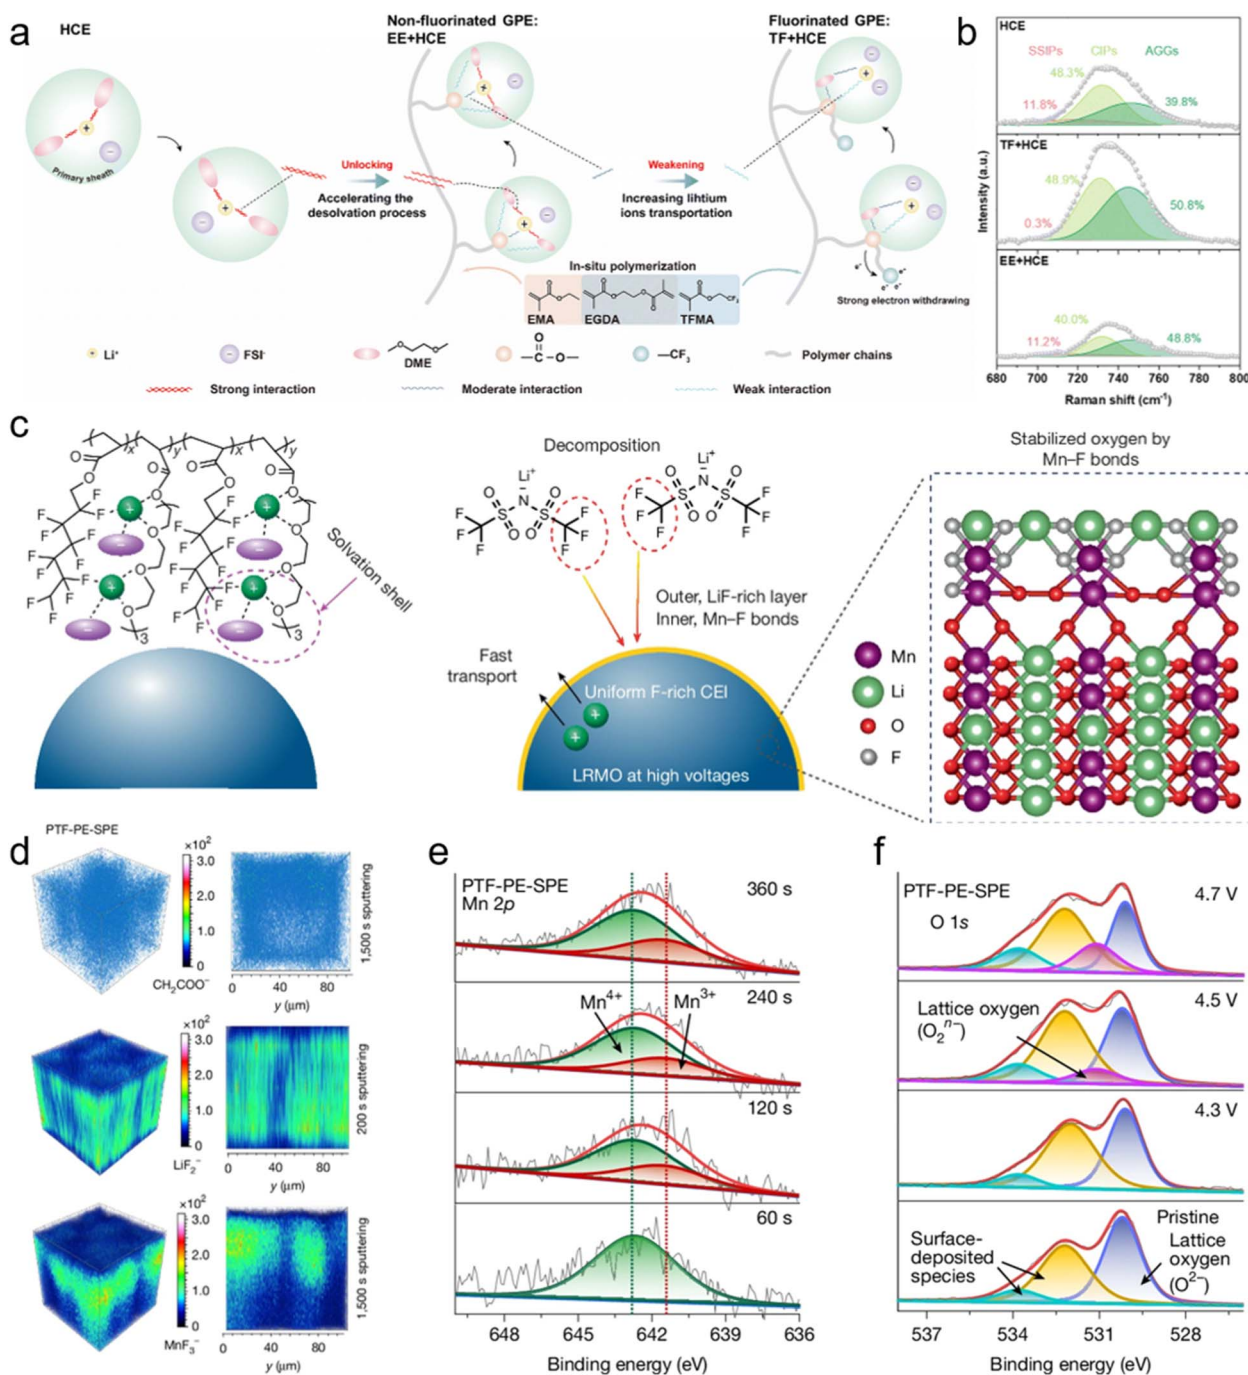 a
HCE
Non-fluorinated GPE:
EE+HCE
Fluorinated GPE:
TF+HCE
Primary sheath
Unlocking
Accelerating the
desolvation process
Weakening
Increasing lihtium
ions transportation
In-situ polymerization
EMA
EGDA
TFMA
CF3
e-
e-
e-
e-
Strong electron withdrawing
Li+
FSI-
DME
—CF3
Polymer chains
Strong interaction
Moderate interaction
Weak interaction
b
HCE
SSIPs
CIPs
AGGs
48.3%
11.8%
39.8%
TF+HCE
48.9%
0.3%
50.8%
EE+HCE
40.0%
11.2%
48.8%
Intensity (a.u.)
680 700 720 740 760 780 800
Raman shift (cm-1)
c
Solvation shell
Decomposition
Outer, LiF-rich layer
Inner, Mn–F bonds
Fast
transport
Uniform F-rich CEI
LRMO at high voltages
Stabilized oxygen by
Mn–F bonds
Mn
Li
O
F
d
PTF-PE-SPE
×10²
3.0
2.0
1.0
0
CH2COO−
0 40 80
y (μm)
1,500 s sputtering
×10²
3.0
2.0
1.0
0
LiF2−
0 40 80
y (μm)
200 s sputtering
×10²
3.0
2.0
1.0
0
MnF3−
0 40 80
y (μm)
1,500 s sputtering
e
PTF-PE-SPE
Mn 2p
360 s
240 s
Mn4+
Mn3+
120 s
60 s
648 645 642 639 636
Binding energy (eV)
f
PTF-PE-SPE
O 1s
4.7 V
4.5 V
Lattice oxygen
(O2n−)
4.3 V
Surface-
deposited
species
Pristine
Lattice
oxygen
(O2−)
537 534 531 528
Binding energy (eV)